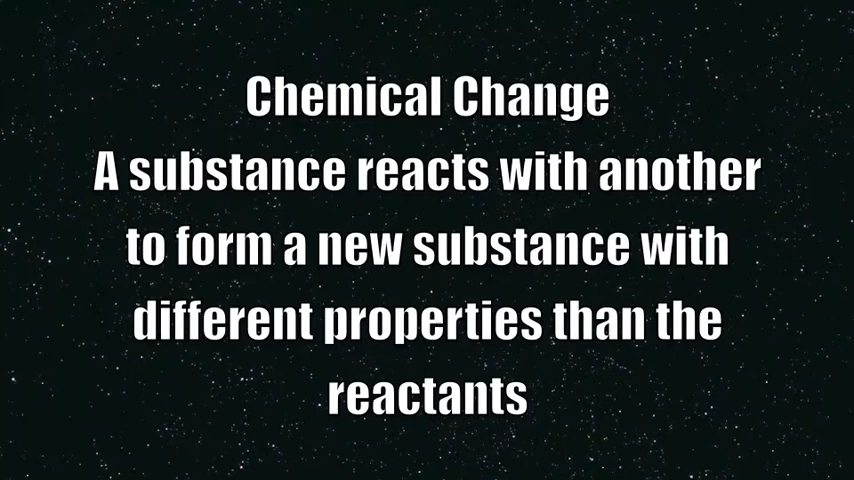 Chemical Change
A substance reacts with another
to form a new substance with
different properties than the
reactants